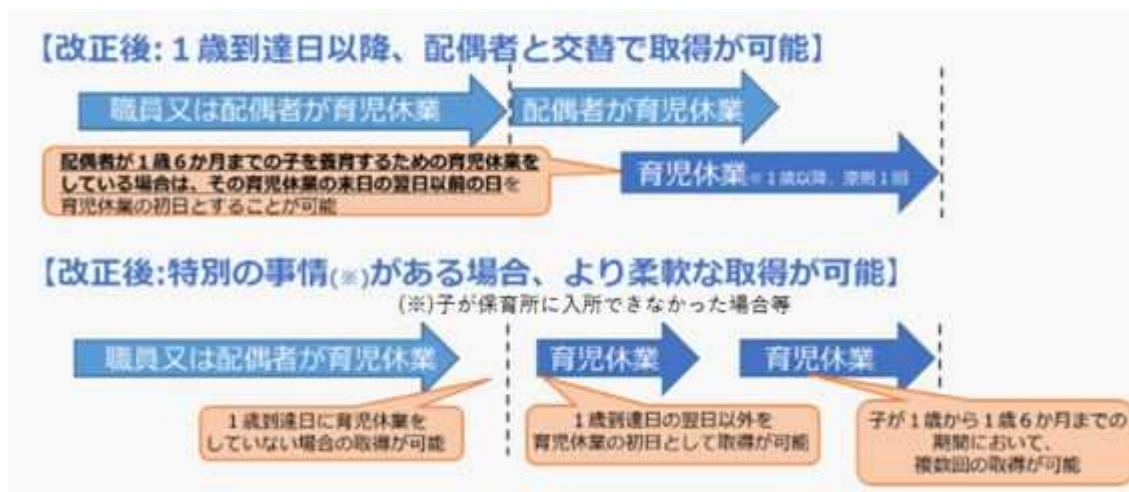 【改正後:１歳到達日以降、配偶者と交替で取得が可能】
職員又は配偶者が育児休業
配偶者が育児休業
配偶者が１歳６か月までの子を養育するための育児休業を
している場合は、その育児休業の末日の翌日以前の日を
育児休業の初日とすることが可能
育児休業※１歳以降、原則１回
【改正後:特別の事情(※)がある場合、より柔軟な取得が可能】
(※)子が保育所に入所できなかった場合等
職員又は配偶者が育児休業
育児休業
育児休業
１歳到達日に育児休業を
していない場合の取得が可能
１歳到達日の翌日以外を
育児休業の初日として取得が可能
子が１歳から１歳６か月までの
期間において、
複数回の取得が可能